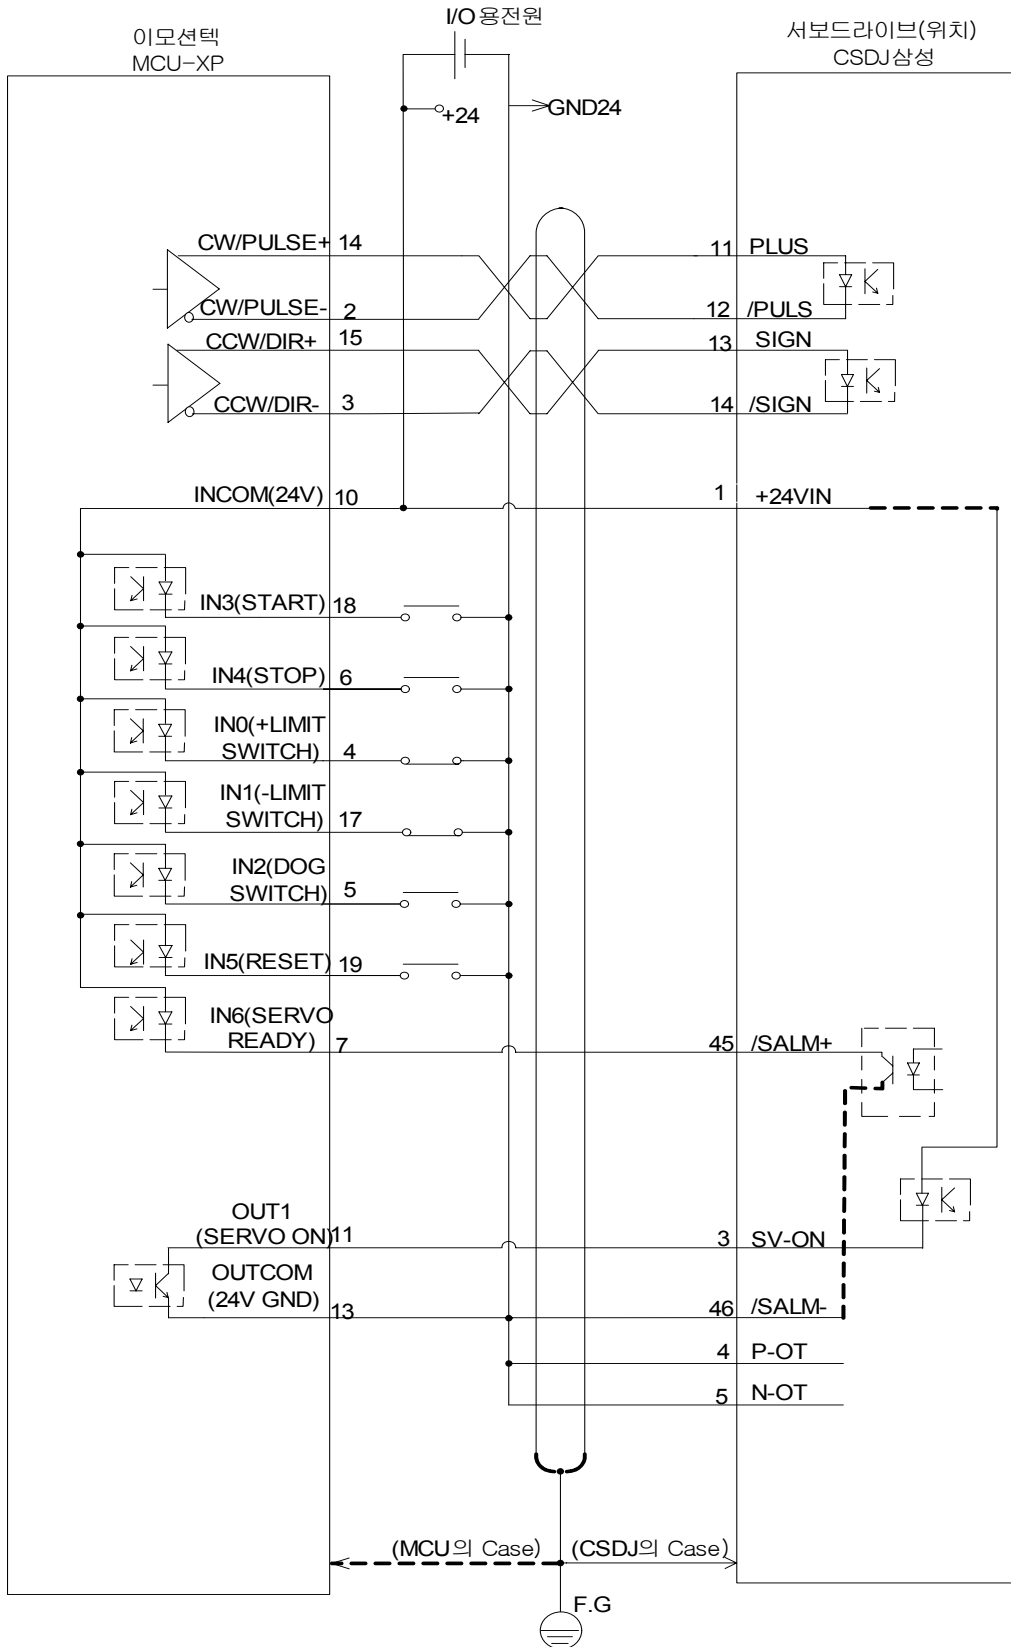 I/O용전원
이모션텍
MCU-XP
서보드라이브(위치)
CSDJ삼성
+24
GND24
CW/PULSE+ 14
CW/PULSE- 2
CCW/DIR+ 15
CCW/DIR- 3
11 PLUS
12 /PULS
13 SIGN
14 /SIGN
INCOM(24V) 10
1 +24VIN
IN3(START) 18
IN4(STOP) 6
IN0(+LIMIT
SWITCH) 4
IN1(-LIMIT
SWITCH) 17
IN2(DOG
SWITCH) 5
IN5(RESET) 19
IN6(SERVO
READY) 7
45 /SALM+
OUT1
(SERVO ON) 11
3 SV-ON
OUTCOM
(24V GND) 13
46 /SALM-
4 P-OT
5 N-OT
(MCU의 Case)
(CSDJ의 Case)
F.G